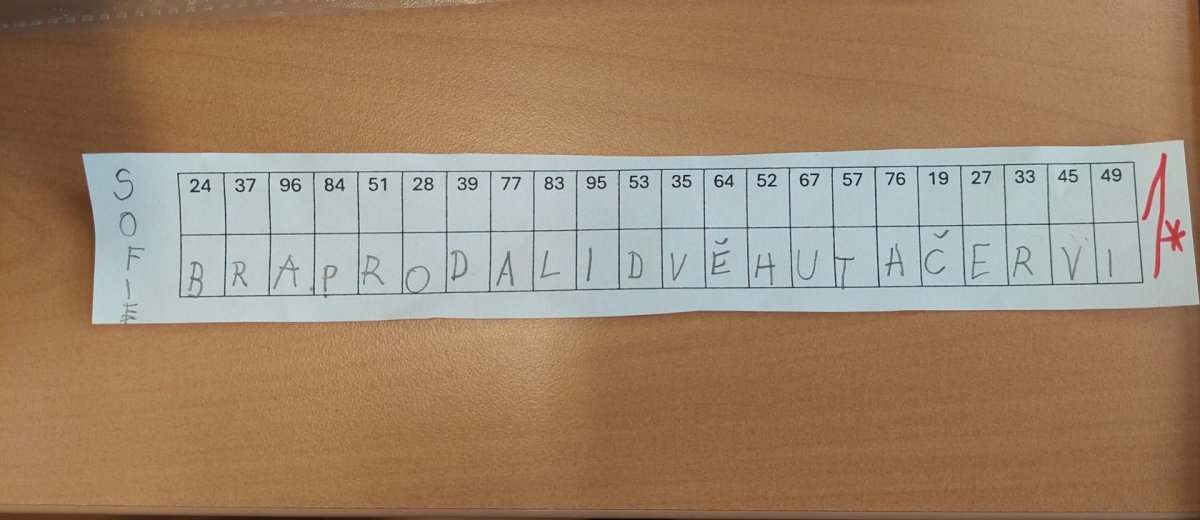 SOFIE
24 37 96 84 51 28 39 77 83 95 53 35 64 52 67 57 76 19 27 33 45 49
B R A P R O D A L I D V Ě H U T A Č E R V I
1*